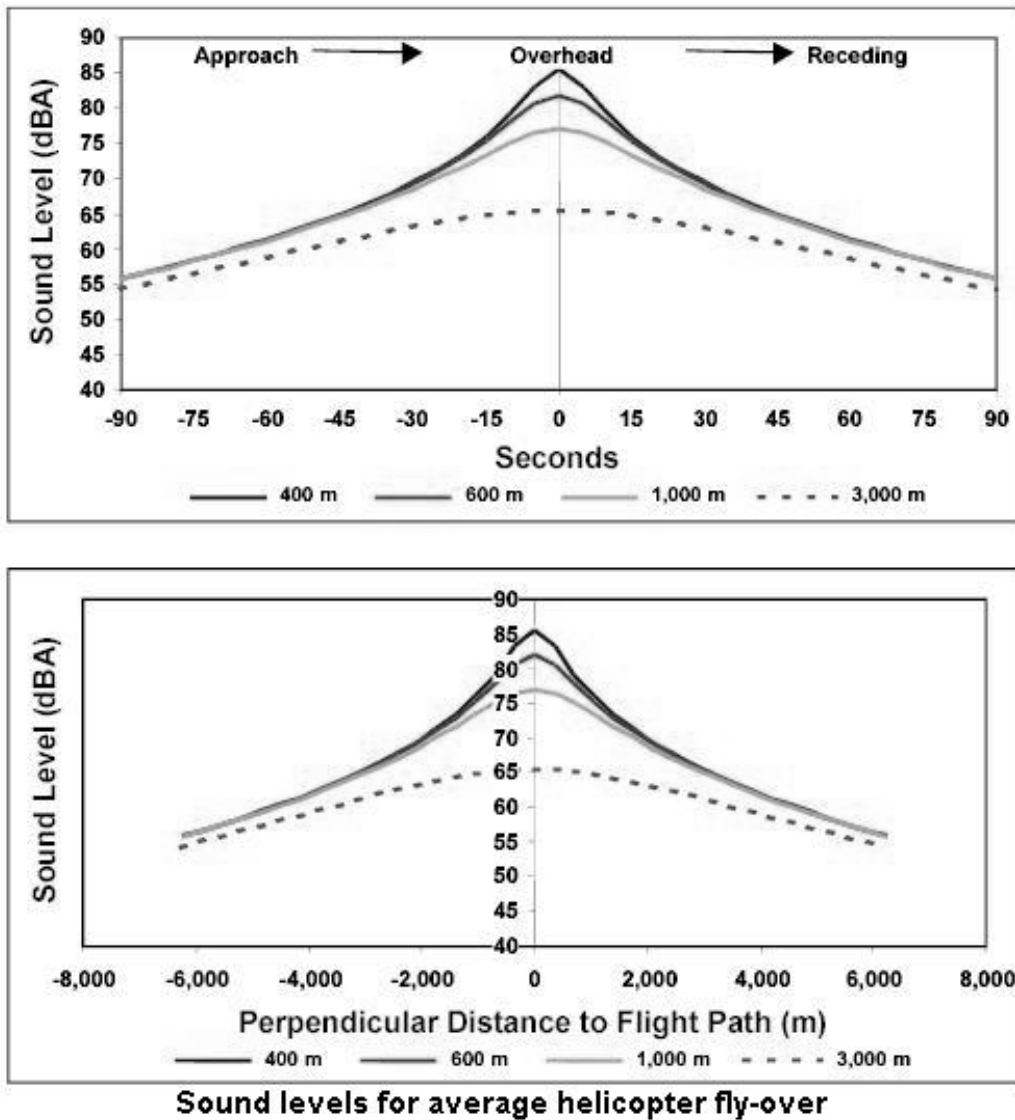 90
Approach Overhead Receding
85
80
75
70
65
60
55
50
45
40
Sound Level (dBA)
-90 -75 -60 -45 -30 -15 0 15 30 45 60 75 90
Seconds
400 m 600 m 1,000 m 3,000 m
90
85
80
75
70
65
60
55
50
45
40
Sound Level (dBA)
-8,000 -6,000 -4,000 -2,000 0 2,000 4,000 6,000 8,000
Perpendicular Distance to Flight Path (m)
400 m 600 m 1,000 m 3,000 m
Sound levels for average helicopter fly-over